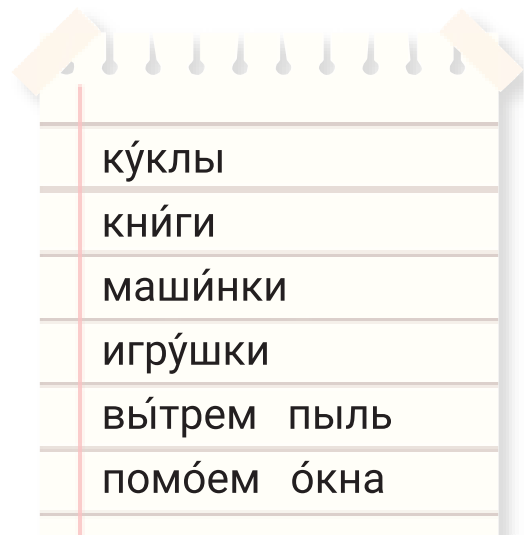 ку́клы
кни́ги
маши́нки
игру́шки
вы́трем пыль
помо́ем о́кна